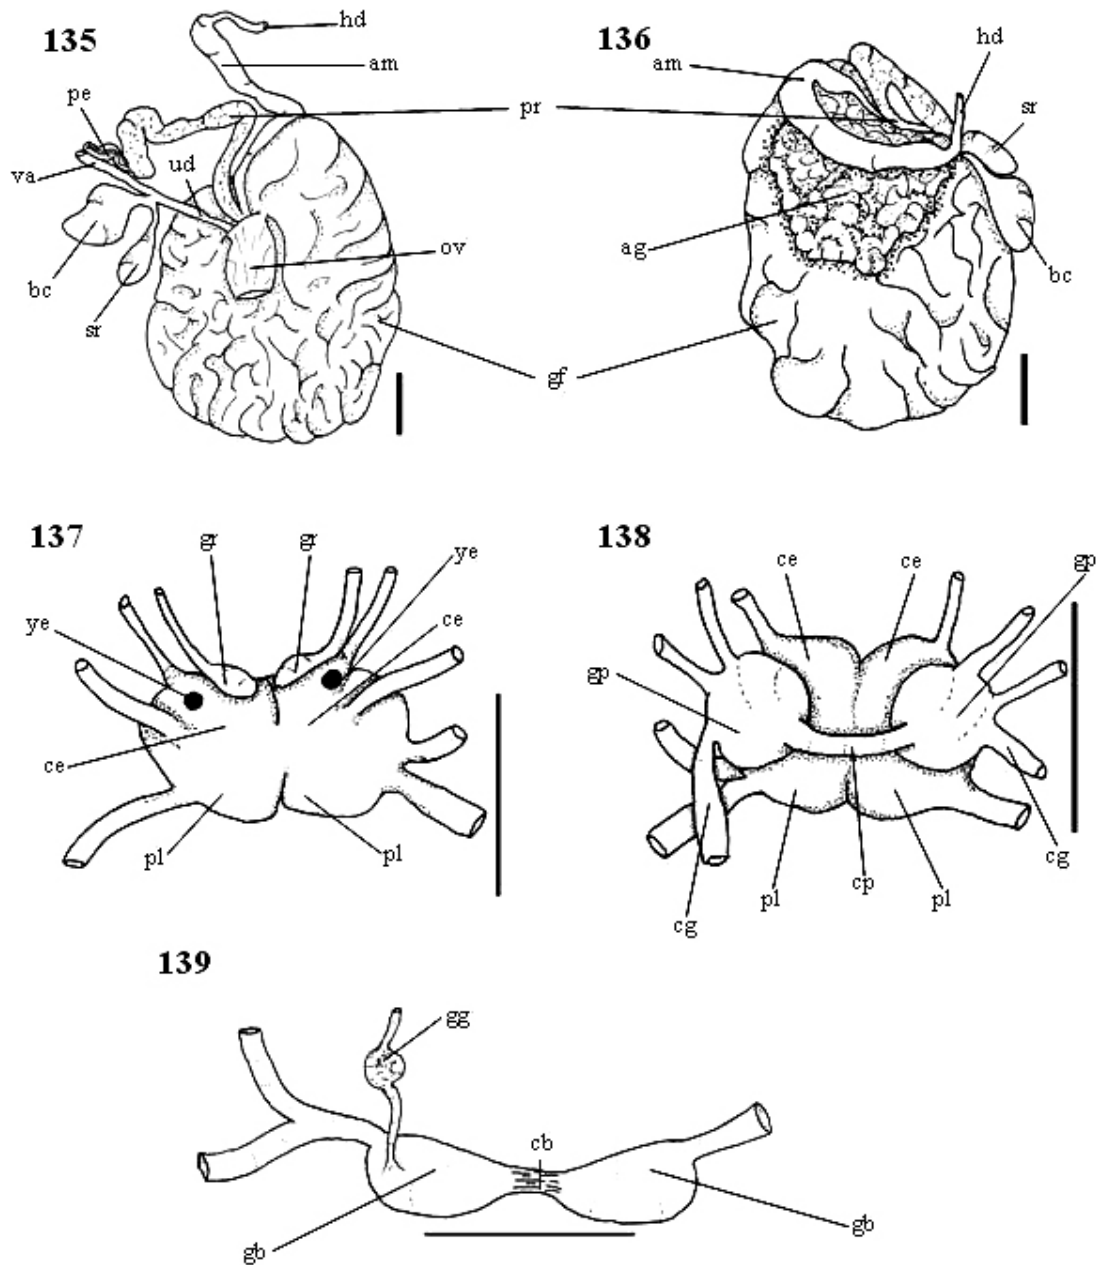 135
hd
am
pe
va
ud
pr
bc
sr
ov
gf
136
am
hd
sr
ag
bc
137
gr
gr
ye
ye
ce
ce
pl
pl
138
ce
ce
gp
gp
cg
cp
pl
pl
cg
139
gg
cb
gb
gb